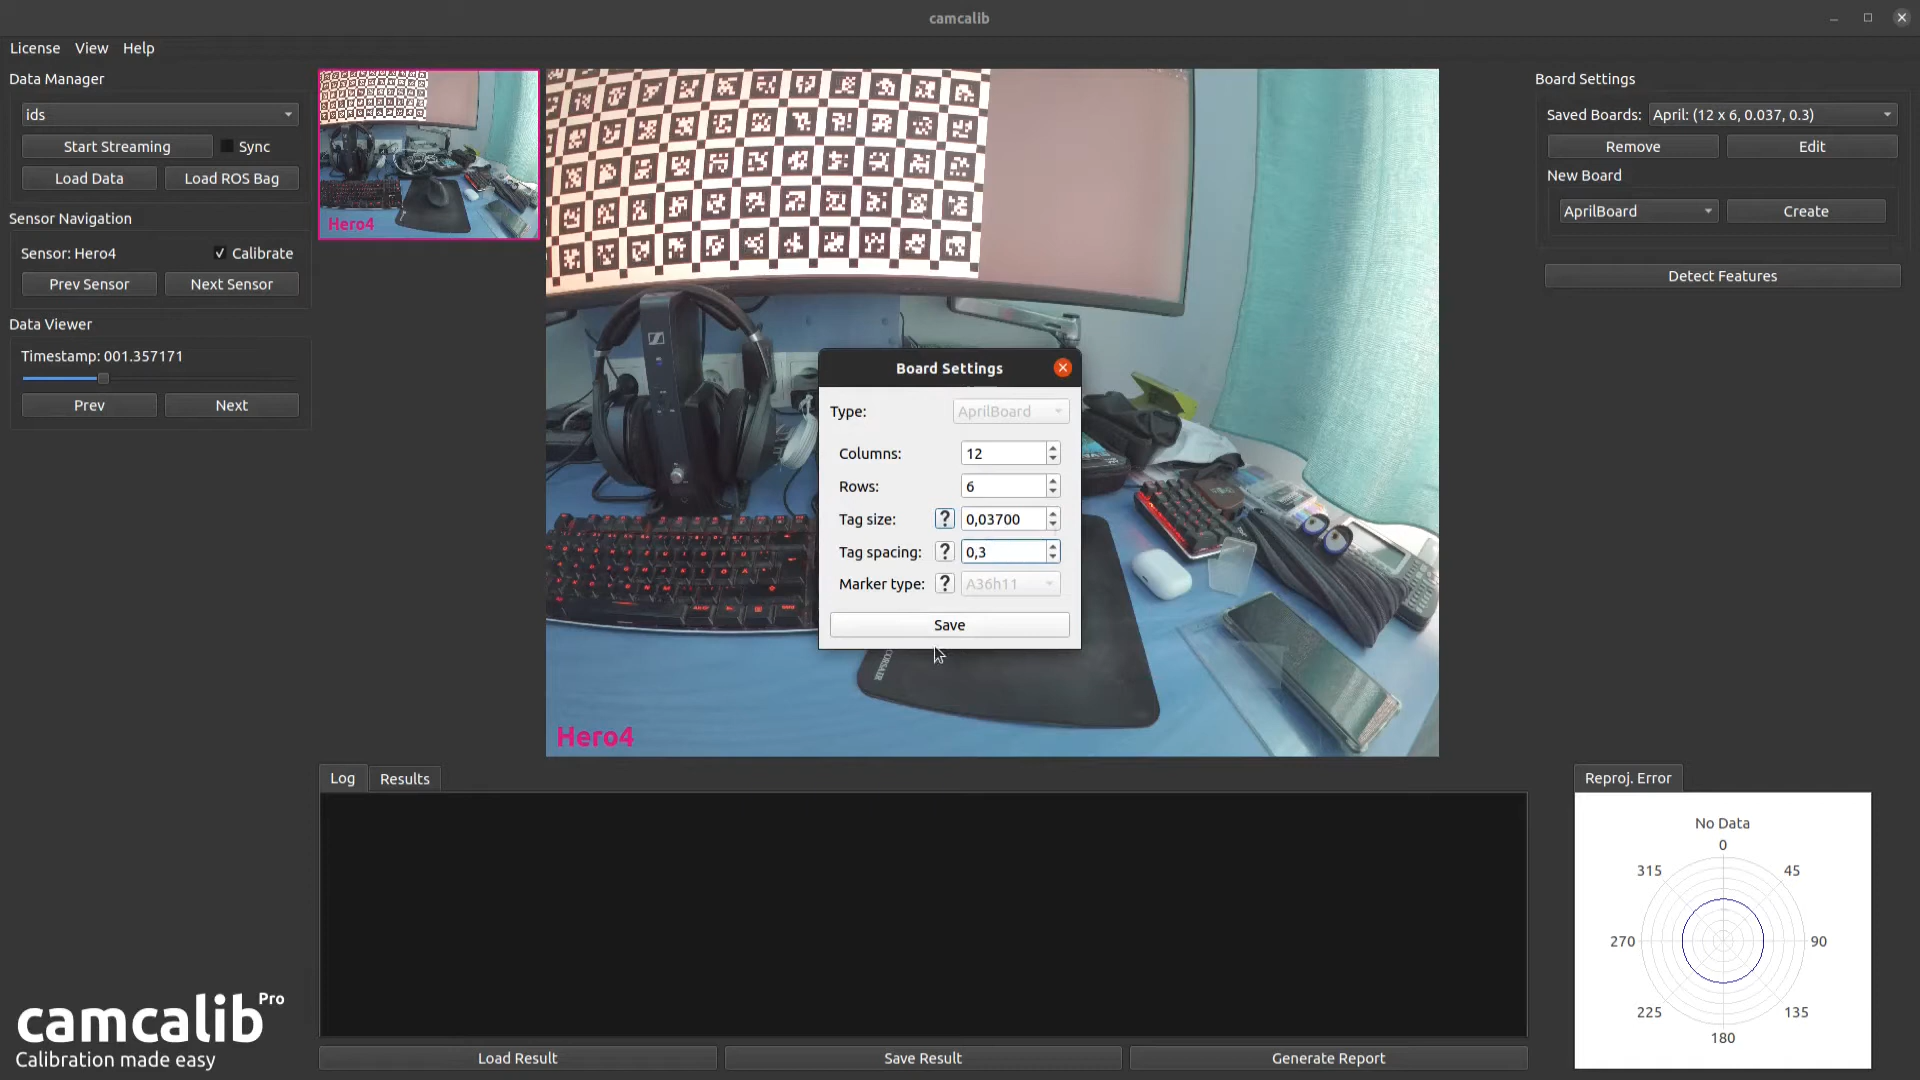 camcalib
License View Help
Data Manager
ids
Start Streaming Sync
Load Data Load ROS Bag
Sensor Navigation
Sensor: Hero4 Calibrate
Prev Sensor Next Sensor
Data Viewer
Timestamp: 001.357171
Prev Next
Hero4
Board Settings
Type: AprilBoard
Columns: 12
Rows: 6
Tag size: ? 0,03700
Tag spacing: ? 0,3
Marker type: ? A36h11
Save
CORSAIR
Hero4
Board Settings
Saved Boards: April: (12 x 6, 0.037, 0.3)
Remove Edit
New Board
AprilBoard Create
Detect Features
Log Results
Reproj. Error
No Data
0
315 45
270 90
225 135
180
camcalib Pro
Calibration made easy
Load Result Save Result Generate Report